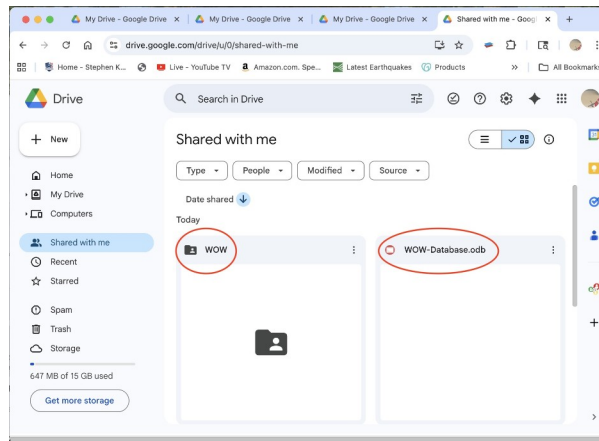 My Drive - Google Drive
My Drive - Google Drive
My Drive - Google Drive
Shared with me - Googl
drive.google.com/drive/u/0/shared-with-me
Home - Stephen K...
Live - YouTube TV
Amazon.com. Spe...
Latest Earthquakes
Products
All Bookmarks
Drive
Search in Drive
New
Shared with me
Home
My Drive
Computers
Shared with me
Recent
Starred
Spam
Trash
Storage
647 MB of 15 GB used
Get more storage
Type
People
Modified
Source
Date shared
Today
WOW
WOW-Database.odb